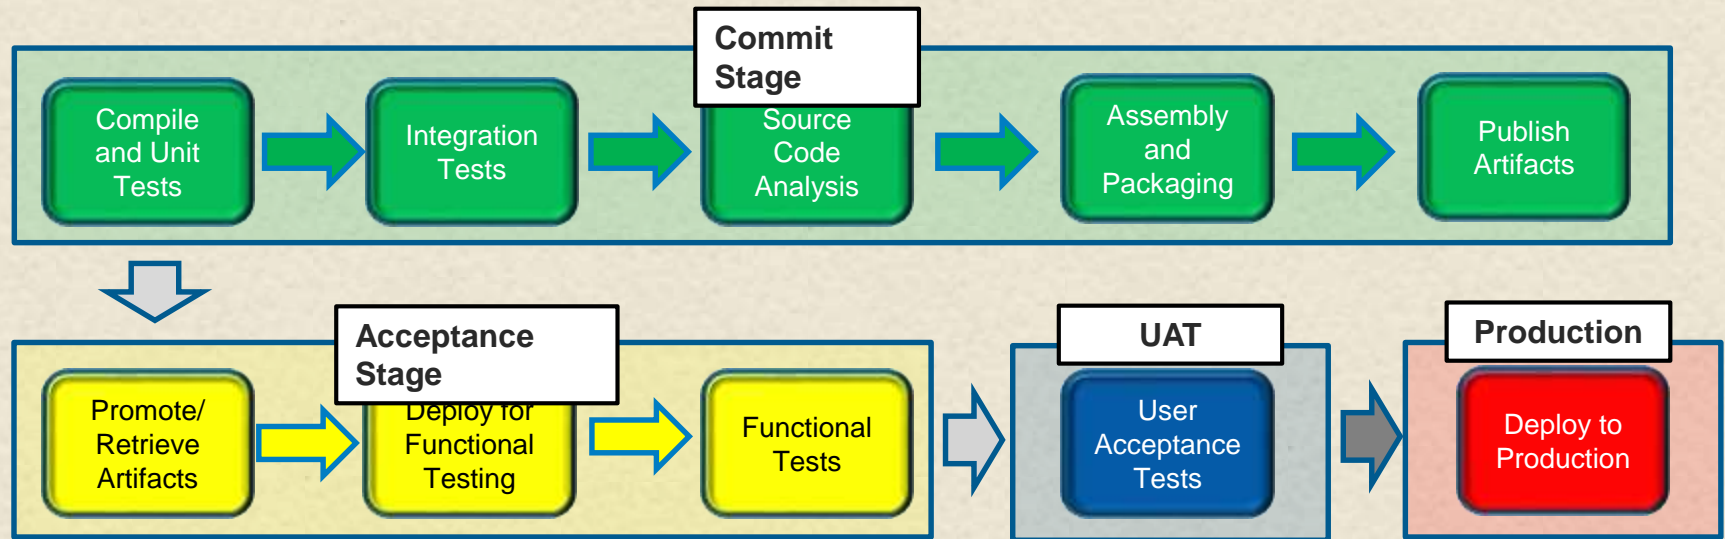 Commit
Stage
Compile
and Unit
Tests
Integration
Tests
Source
Code
Analysis
Assembly
and
Packaging
Publish
Artifacts
Acceptance
Stage
UAT
Production
Promote/
Retrieve
Artifacts
Deploy for
Functional
Testing
Functional
Tests
User
Acceptance
Tests
Deploy to
Production